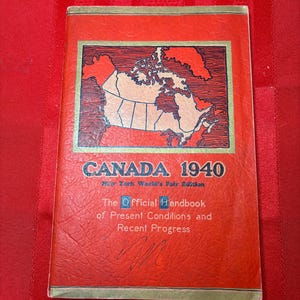 CANADA 1940
New York World's Fair Edition
The Official Handbook
of Present Conditions and
Recent Progress